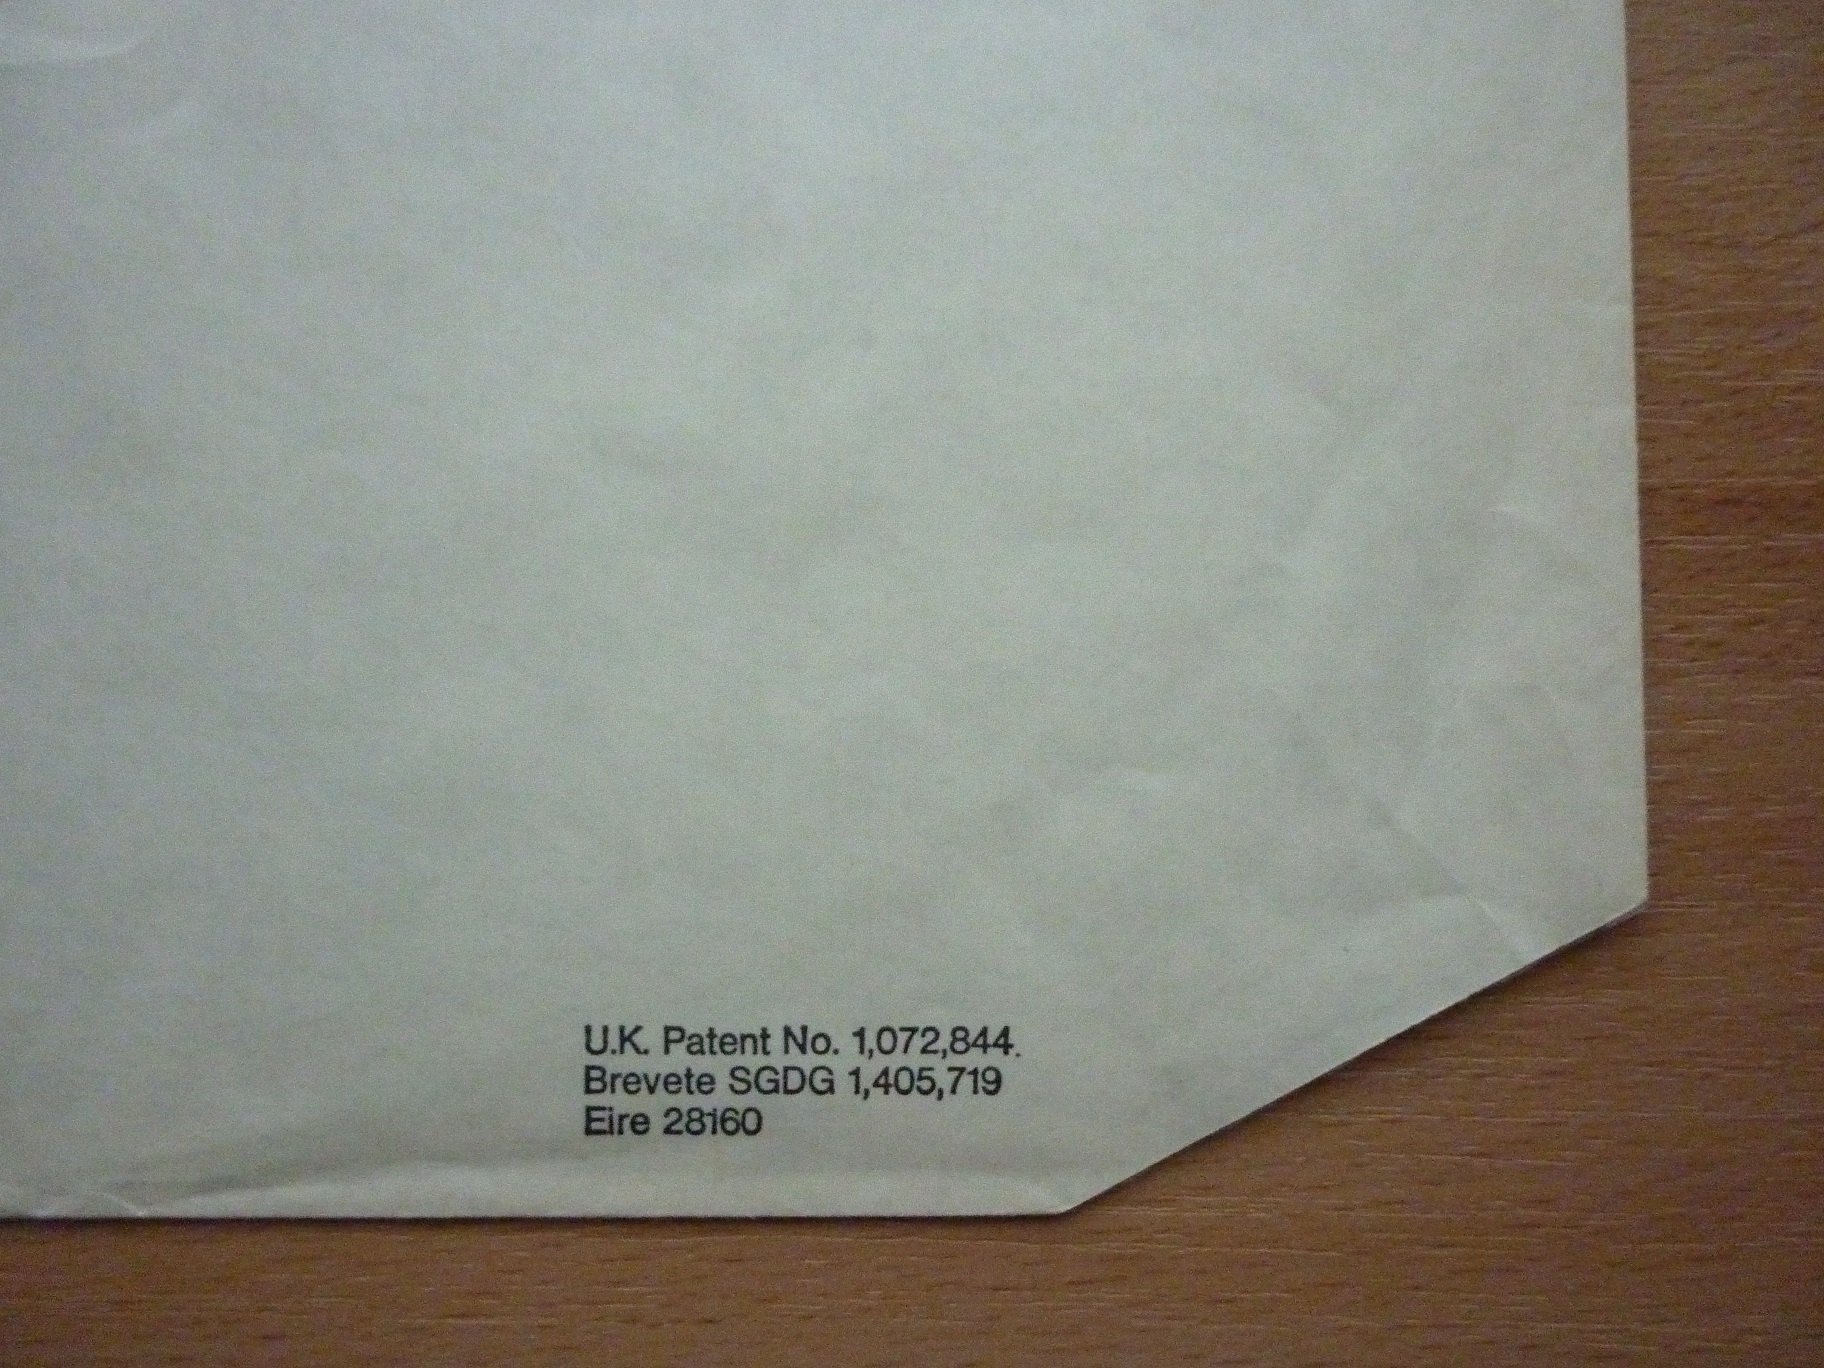 U.K. Patent No. 1,072,844.
Brevete SGDG 1,405,719
Eire 28160